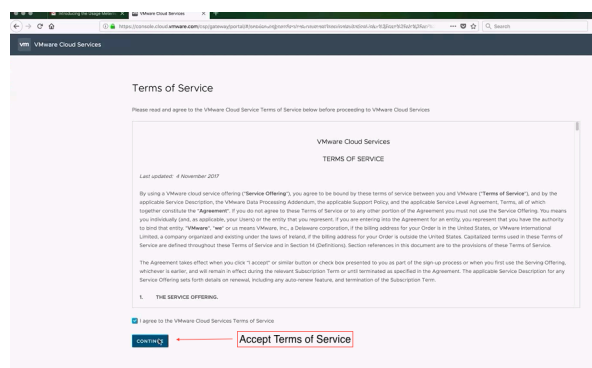 Introducing the Usage Meter
VMware Cloud Services
https://console.cloud.vmware.com/csp/gateway/portal/#/
Search
vm VMware Cloud Services
Terms of Service
Please read and agree to the VMware Cloud Service Terms of Service below before proceeding to VMware Cloud Services
VMware Cloud Services
TERMS OF SERVICE
Last updated: 4 November 2017
By using a VMware cloud service offering ("Service Offering"), you agree to be bound by these terms of service between you and VMware ("Terms of Service"), and by the
applicable Service Description, the VMware Data Processing Addendum, the applicable Support Policy, and the applicable Service Level Agreement, Terms, all of which
together constitute the "Agreement". If you do not agree to these Terms of Service or to any other portion of the Agreement you must not use the Service Offering. You means
you individually (and, as applicable, your Users) or the entity that you represent. If you are entering into the Agreement for an entity, you represent that you have the authority
to bind that entity. "VMware", "we" or us means VMware, Inc., a Delaware corporation, if the billing address for your Order is in the United States, or VMware International
Limited, a company organized and existing under the laws of Ireland, if the billing address for your Order is outside the United States. Capitalized terms used in these Terms of
Service are defined throughout these Terms of Service and in Section 14 (Definitions). Section references in this document are to the provisions of these Terms of Service.
The Agreement takes effect when you click "I accept" or similar button or check box presented to you as part of the sign-up process or when you first use the Serving Offering,
whichever is earlier, and will remain in effect during the relevant Subscription Term or until terminated as specified in the Agreement. The applicable Service Description for any
Service Offering sets forth details on renewal, including any auto-renew feature, and termination of the Subscription Term.
1. THE SERVICE OFFERING.
I agree to the VMware Cloud Services Terms of Service
CONTINUE
Accept Terms of Service